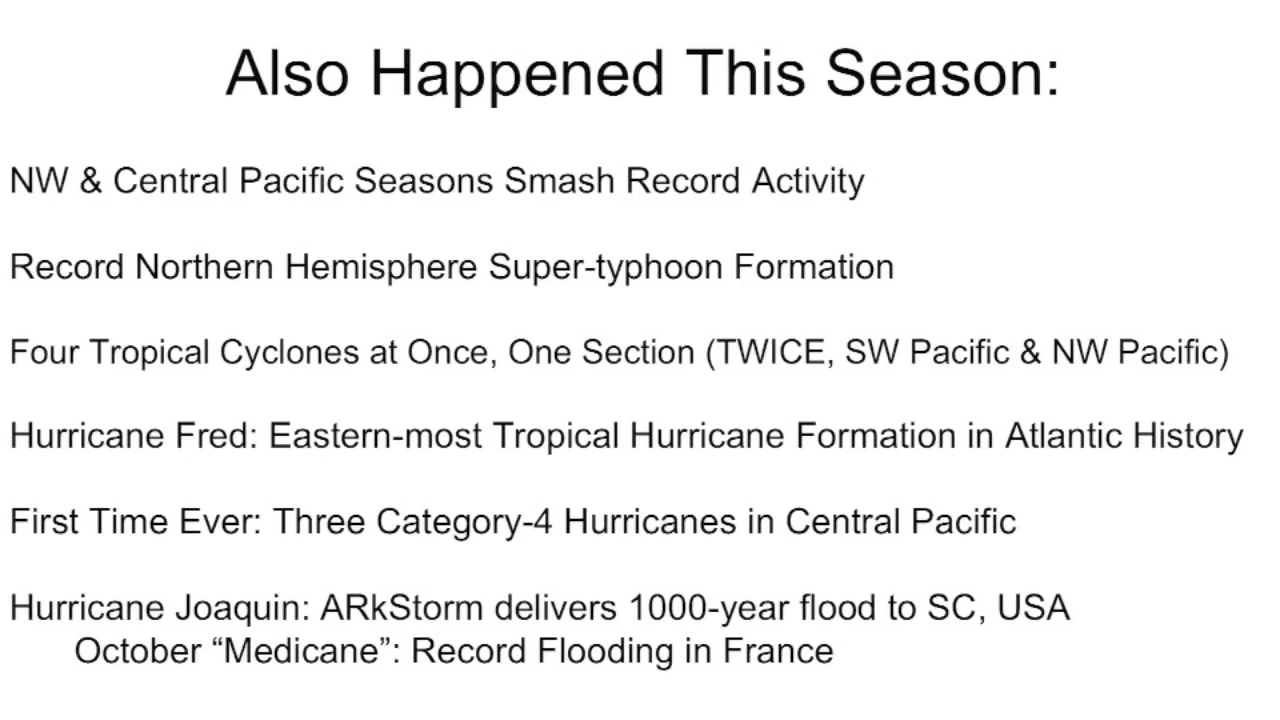 Also Happened This Season:
NW & Central Pacific Seasons Smash Record Activity
Record Northern Hemisphere Super-typhoon Formation
Four Tropical Cyclones at Once, One Section (TWICE, SW Pacific & NW Pacific)
Hurricane Fred: Eastern-most Tropical Hurricane Formation in Atlantic History
First Time Ever: Three Category-4 Hurricanes in Central Pacific
Hurricane Joaquin: ARkStorm delivers 1000-year flood to SC, USA
October “Medicane”: Record Flooding in France